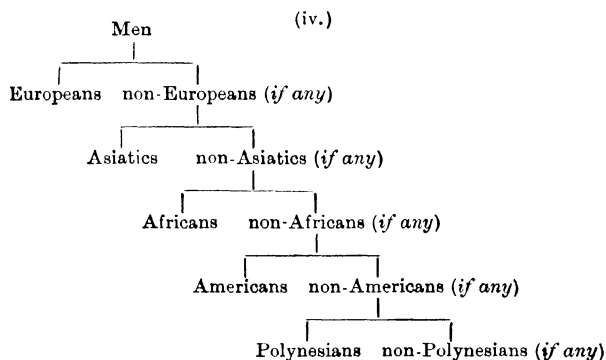 (iv.)
Men
Europeans non-Europeans (if any)
Asiatics non-Asiatics (if any)
Africans non-Africans (if any)
Americans non-Americans (if any)
Polynesians non-Polynesians (if any)